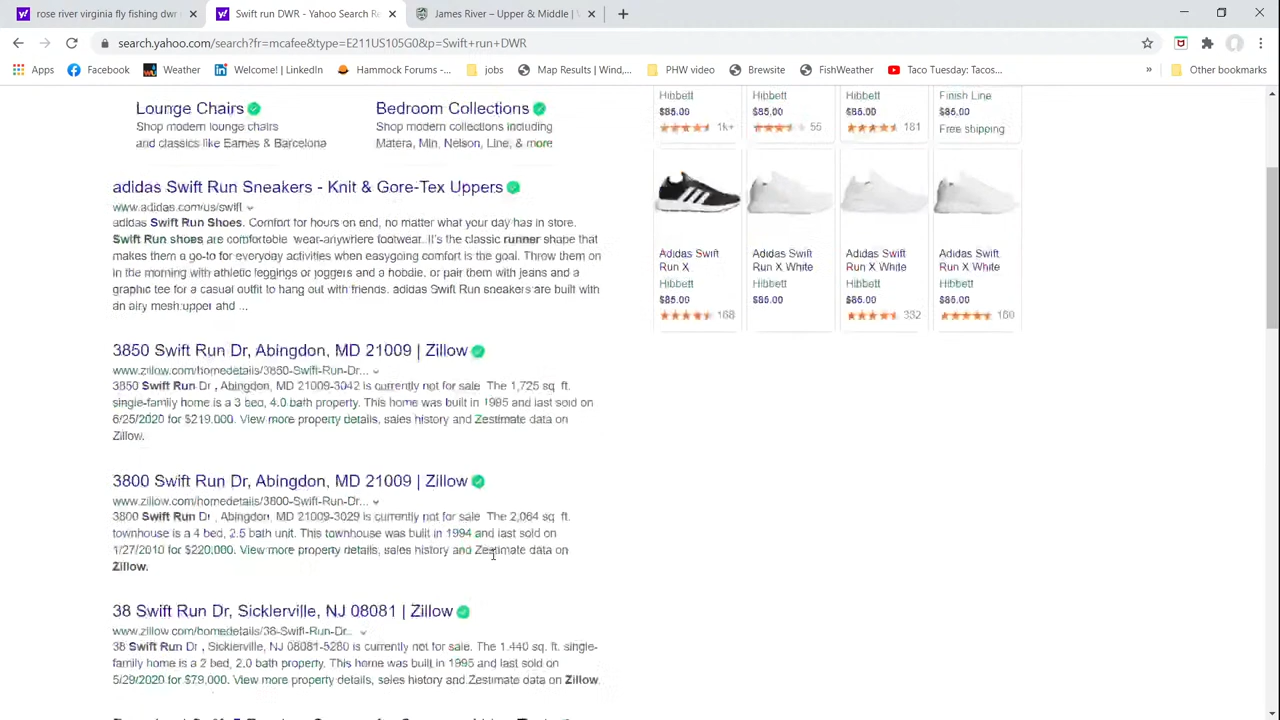 rose river virginia fly fishing dwr
Swift run DWR - Yahoo Search Re
James River – Upper & Middle | V
search.yahoo.com/search?fr=mcafee&type=E211US105G0&p=Swift+run+DWR
Apps
Facebook
Weather
Welcome! | LinkedIn
Hammock Forums -...
jobs
Map Results | Wind,...
PHW video
Brewsite
FishWeather
Taco Tuesday: Tacos...
»
Other bookmarks
Lounge Chairs
Shop modern lounge chairs
and classics like Eames & Barcelona
Bedroom Collections
Shop modern collections including
Matera, Min, Nelson, Line, & more
adidas Swift Run Sneakers - Knit & Gore-Tex Uppers
www.adidas.com/us/swift
adidas Swift Run Shoes. Comfort for hours on end, no matter what your day has in store.
Swift Run shoes are comfortable wear-anywhere footwear. It's the classic runner shape that
makes them a go-to for everyday activities when easygoing comfort is the goal. Throw them on
in the morning with athletic leggings or joggers and a hoodie, or pair them with jeans and a
graphic tee for a casual outfit to hang out with friends. adidas Swift Run sneakers are built with
an airy mesh upper and ...
3850 Swift Run Dr, Abingdon, MD 21009 | Zillow
www.zillow.com/homedetails/3850-Swift-Run-Dr...
3850 Swift Run Dr , Abingdon, MD 21009-3042 is currently not for sale. The 1,725 sq. ft.
single-family home is a 3 bed, 4.0 bath property. This home was built in 1995 and last sold on
6/25/2020 for $219,000. View more property details, sales history and Zestimate data on
Zillow.
3800 Swift Run Dr, Abingdon, MD 21009 | Zillow
www.zillow.com/homedetails/3800-Swift-Run-Dr...
3800 Swift Run Dr , Abingdon, MD 21009-3029 is currently not for sale. The 2,064 sq. ft.
townhouse is a 4 bed, 2.5 bath unit. This townhouse was built in 1994 and last sold on
1/27/2010 for $220,000. View more property details, sales history and Zestimate data on
Zillow.
38 Swift Run Dr, Sicklerville, NJ 08081 | Zillow
www.zillow.com/homedetails/38-Swift-Run-Dr...
38 Swift Run Dr , Sicklerville, NJ 08081-5280 is currently not for sale. The 1,440 sq. ft. single-
family home is a 2 bed, 2.0 bath property. This home was built in 1995 and last sold on
5/29/2020 for $79,000. View more property details, sales history and Zestimate data on Zillow.
Hibbett
$85.00
1k+
Hibbett
$85.00
55
Hibbett
$85.00
181
Finish Line
$85.00
Free shipping
Adidas Swift
Run X
Hibbett
$85.00
168
Adidas Swift
Run X White
Hibbett
$85.00
Adidas Swift
Run X White
Hibbett
$85.00
332
Adidas Swift
Run X White
Hibbett
$85.00
160